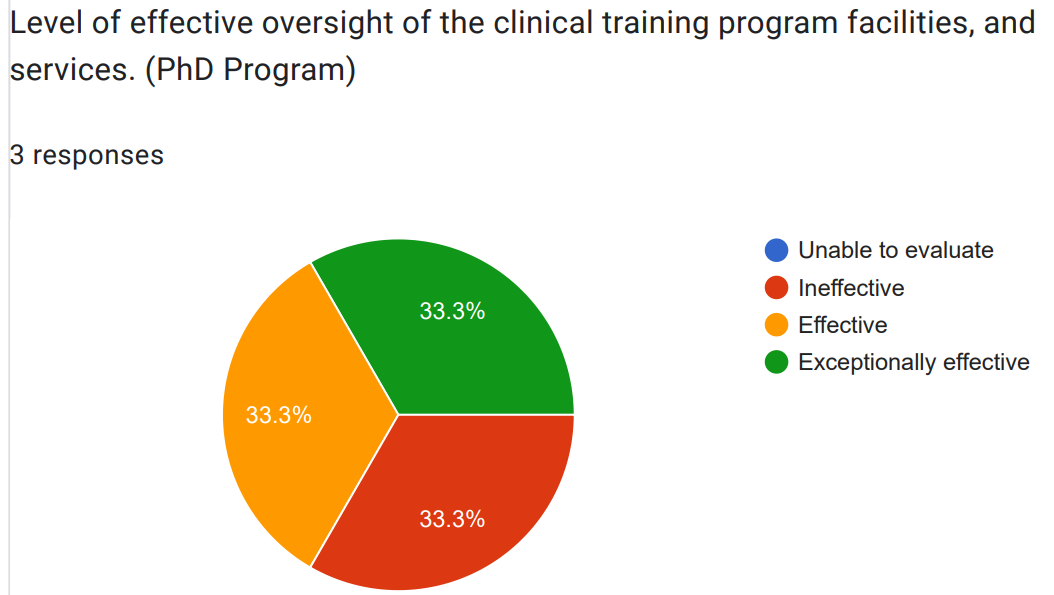 Level of effective oversight of the clinical training program facilities, and
services. (PhD Program)
3 responses
33.3%
33.3%
33.3%
Unable to evaluate
Ineffective
Effective
Exceptionally effective